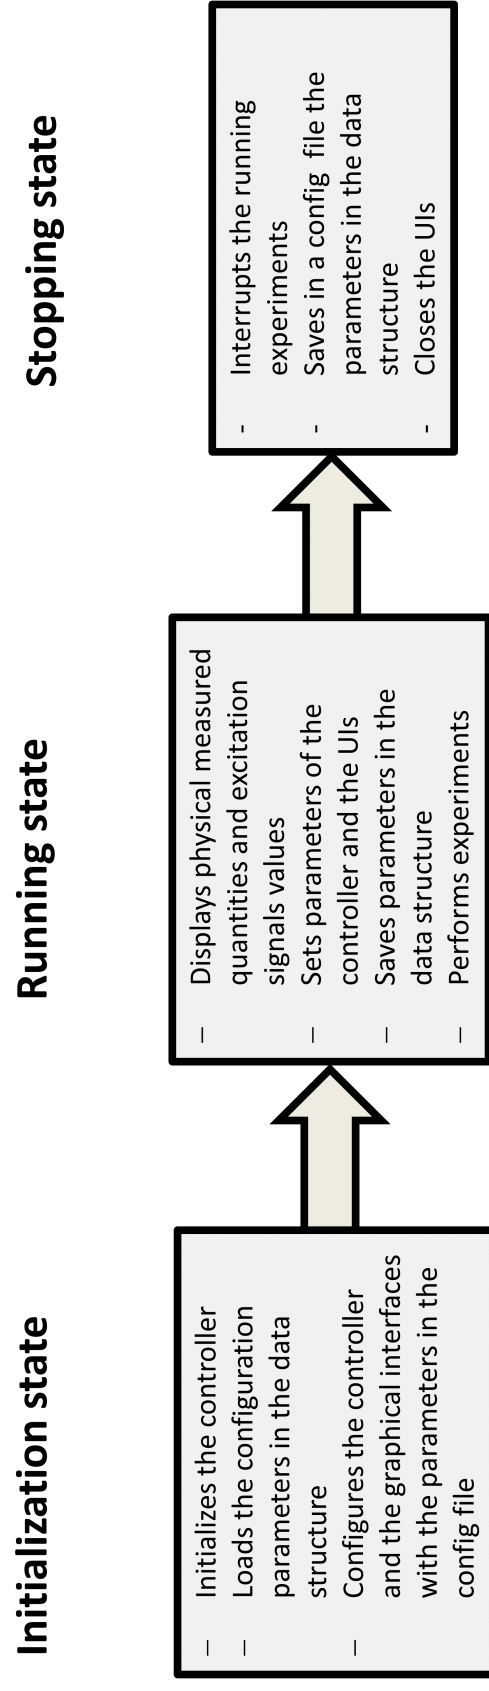 Initialization state
– Initializes the controller
– Loads the configuration
parameters in the data
structure
– Configures the controller
and the graphical interfaces
with the parameters in the
config file
Running state
– Displays physical measured
quantities and excitation
signals values
– Sets parameters of the
controller and the UIs
– Saves parameters in the
data structure
– Performs experiments
Stopping state
- Interrupts the running
experiments
- Saves in a config file the
parameters in the data
structure
- Closes the UIs